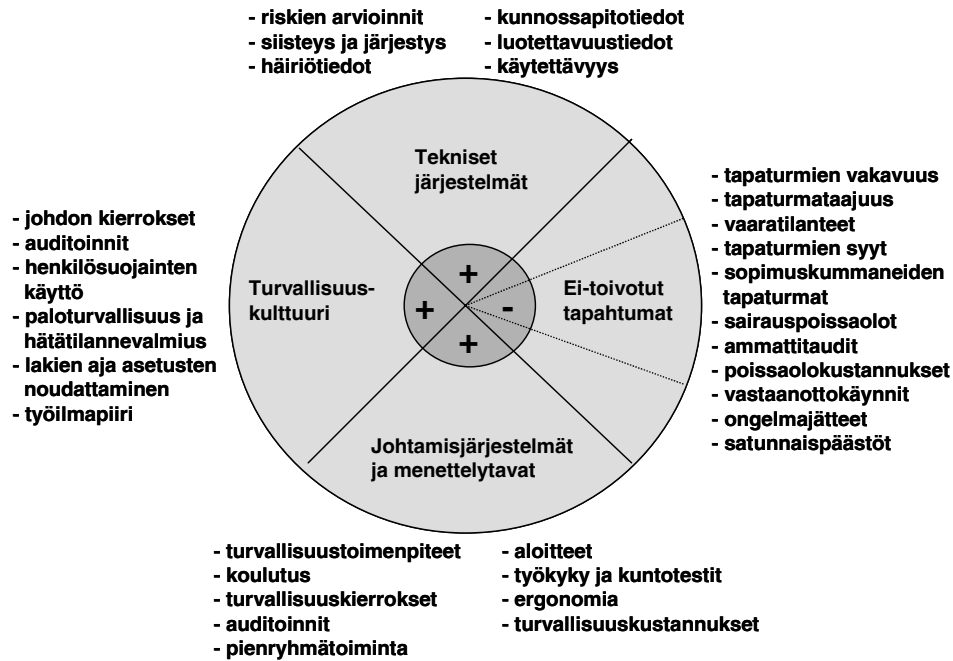 - riskien arvioinnit
- siisteys ja järjestys
- häiriötiedot
- kunnossapitotiedot
- luotettavuustiedot
- käytettävyys
Tekniset
järjestelmät
- johdon kierrokset
- auditoinnit
- henkilösuojainten
käyttö
- paloturvallisuus ja
hätätilannevalmius
- lakien aja asetusten
noudattaminen
- työilmapiiri
Turvallisuus-
kulttuuri
+
+
-
+
Ei-toivotut
tapahtumat
- tapaturmien vakavuus
- tapaturmataajuus
- vaaratilanteet
- tapaturmien syyt
- sopimuskummaneiden
tapaturmat
- sairauspoissaolot
- ammattitaudit
- poissaolokustannukset
- vastaanottokäynnit
- ongelmajätteet
- satunnaispäästöt
Johtamisjärjestelmät
ja menettelytavat
- turvallisuustoimenpiteet
- koulutus
- turvallisuuskierrokset
- auditoinnit
- pienryhmätoiminta
- aloitteet
- työkyky ja kuntotestit
- ergonomia
- turvallisuuskustannukset